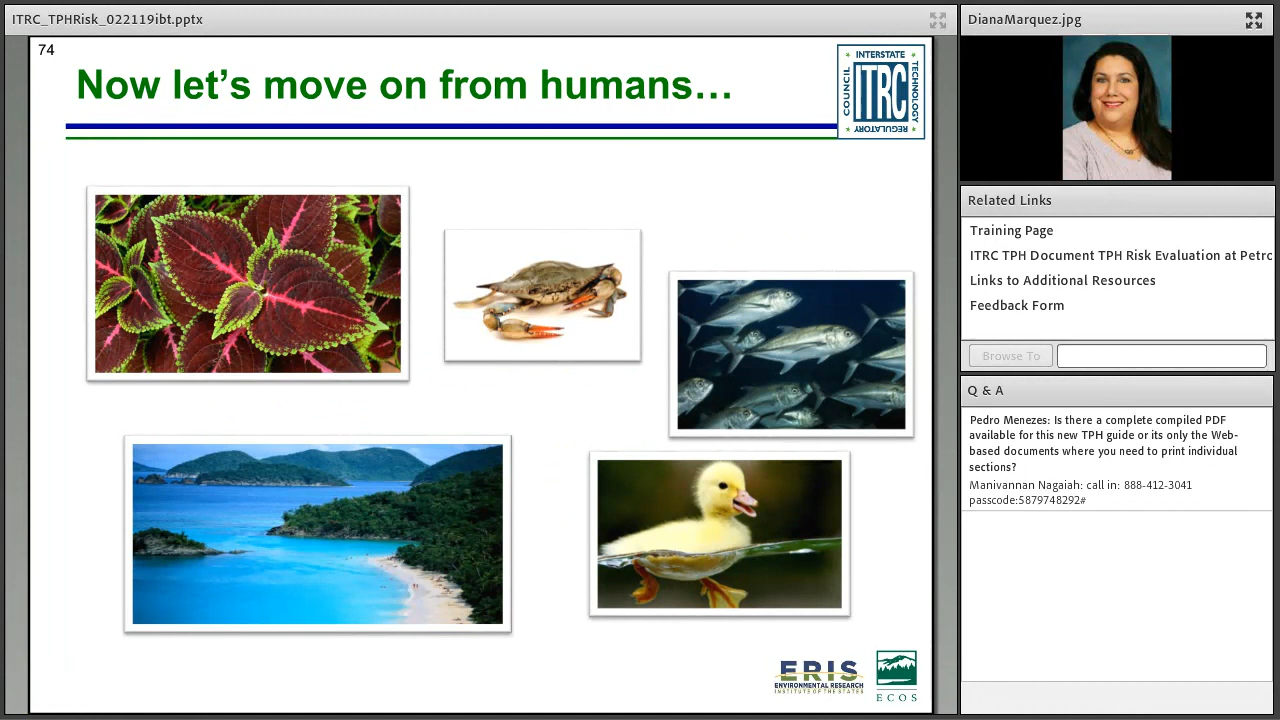 ITRC_TPHRisk_022119ibt.pptx
74
Now let’s move on from humans…
INTERSTATE
COUNCIL
ITRC
TECHNOLOGY
REGULATORY
ERIS
ENVIRONMENTAL RESEARCH
INSTITUTE OF THE STATES
ECOS
DianaMarquez.jpg
Related Links
Training Page
ITRC TPH Document TPH Risk Evaluation at Petrc
Links to Additional Resources
Feedback Form
Browse To
Q & A
Pedro Menezes: Is there a complete compiled PDF
available for this new TPH guide or its only the Web-
based documents where you need to print individual
sections?
Manivannan Nagaiah: call in: 888-412-3041
passcode:5879748292#